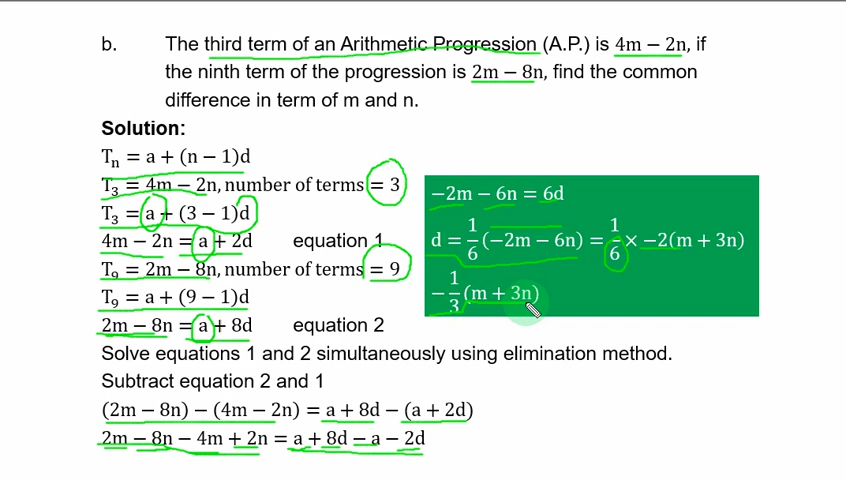 b. The third term of an Arithmetic Progression (A.P.) is 4m − 2n, if
the ninth term of the progression is 2m − 8n, find the common
difference in term of m and n.
Solution:
Tₙ = a + (n − 1)d
T₃ = 4m − 2n, number of terms = 3
T₃ = a + (3 − 1)d
4m − 2n = a + 2d equation 1
T₉ = 2m − 8n, number of terms = 9
T₉ = a + (9 − 1)d
2m − 8n = a + 8d equation 2
Solve equations 1 and 2 simultaneously using elimination method.
Subtract equation 2 and 1
(2m − 8n) − (4m − 2n) = a + 8d − (a + 2d)
2m − 8n − 4m + 2n = a + 8d − a − 2d
−2m − 6n = 6d
d = 1/6 (−2m − 6n) = 1/6 × −2(m + 3n)
− 1/3 (m + 3n)